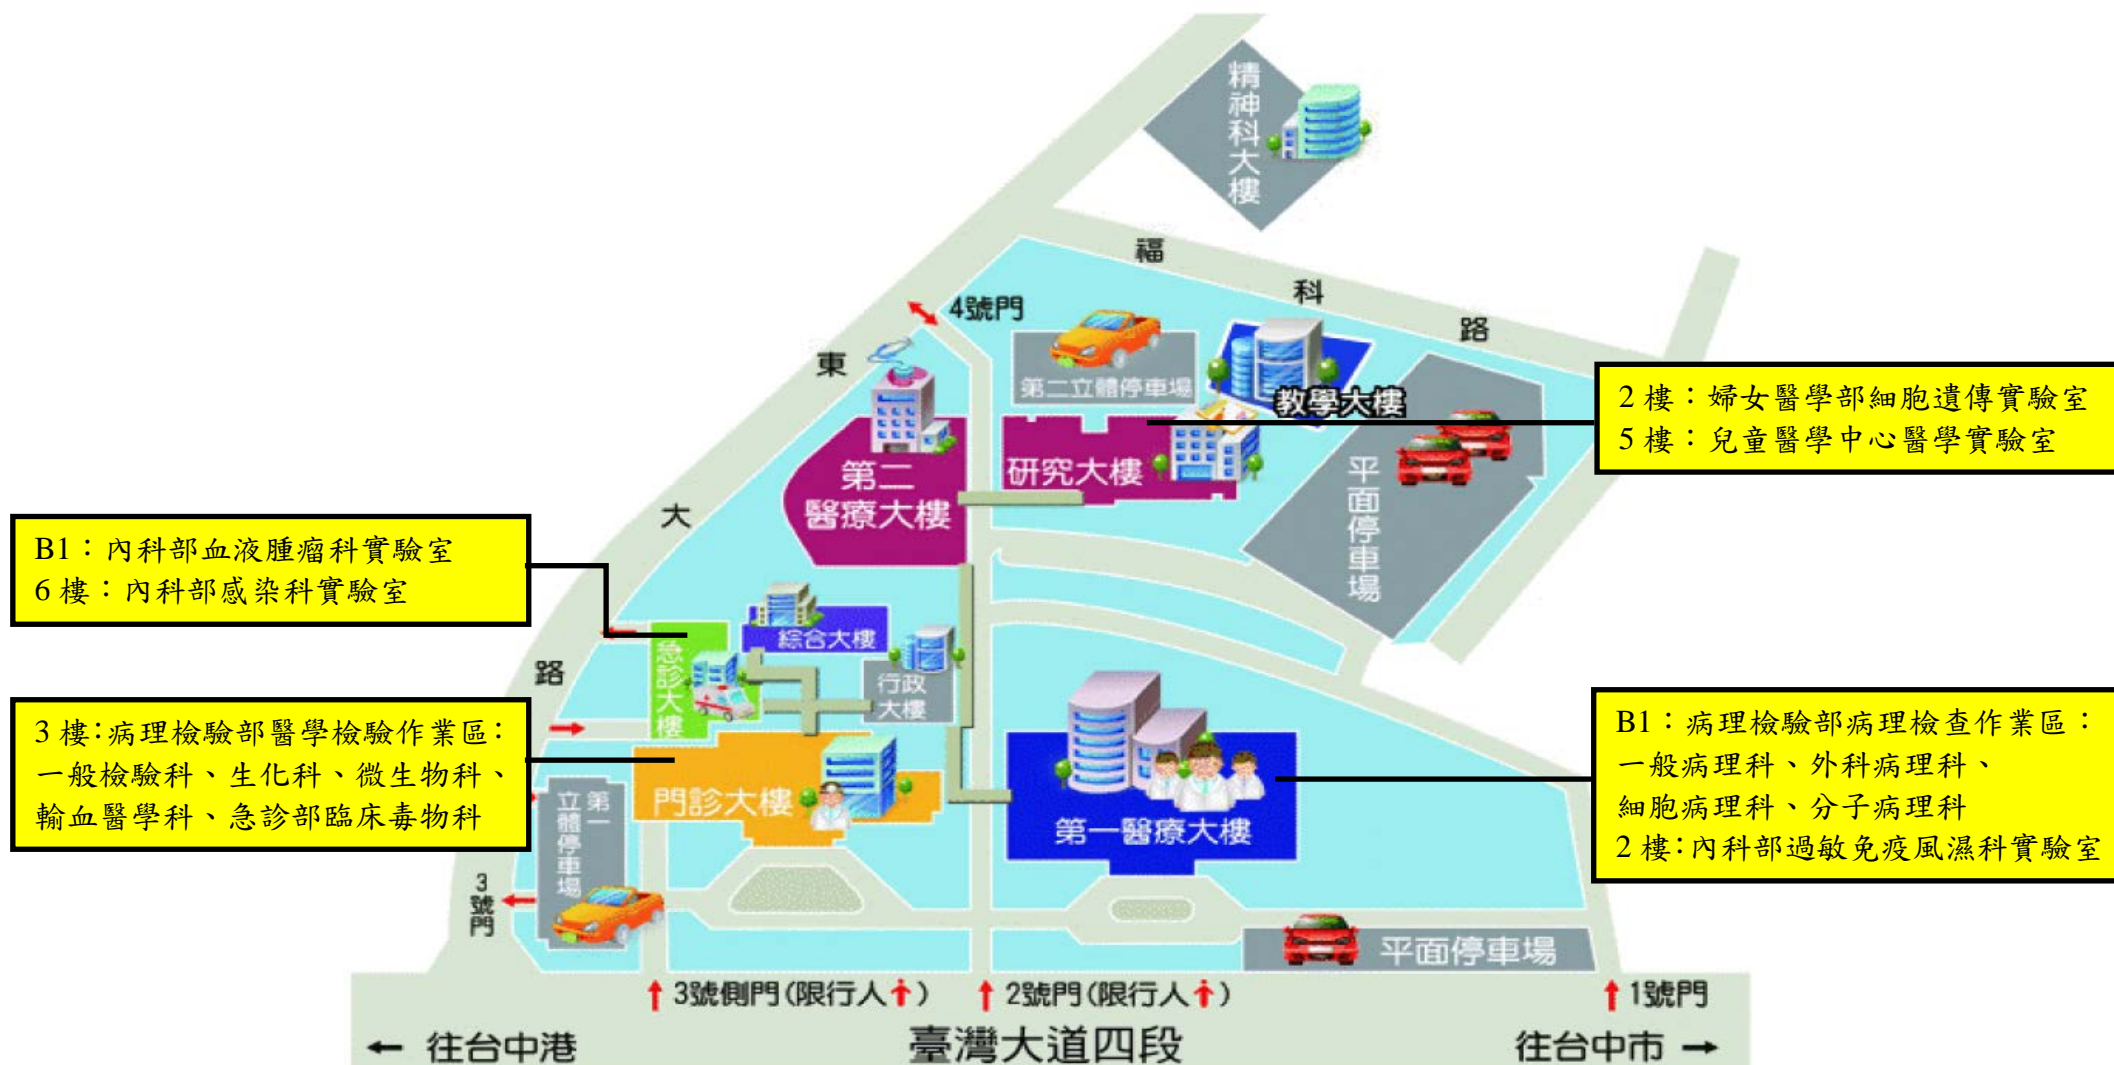 精神科大樓
福科路
4號門
東大路
第二立體停車場
教學大樓
2 樓：婦女醫學部細胞遺傳實驗室
5 樓：兒童醫學中心醫學實驗室
研究大樓
第二
醫療大樓
平面停車場
B1：內科部血液腫瘤科實驗室
6 樓：內科部感染科實驗室
綜合大樓
急診大樓
行政
大樓
3 樓:病理檢驗部醫學檢驗作業區:
一般檢驗科、生化科、微生物科、
輸血醫學科、急診部臨床毒物科
B1：病理檢驗部病理檢查作業區：
一般病理科、外科病理科、
細胞病理科、分子病理科
2 樓:內科部過敏免疫風濕科實驗室
門診大樓
第一
立體停車場
第一醫療大樓
3號門
平面停車場
3號側門(限行人)
2號門(限行人)
1號門
← 往台中港
臺灣大道四段
往台中市 →